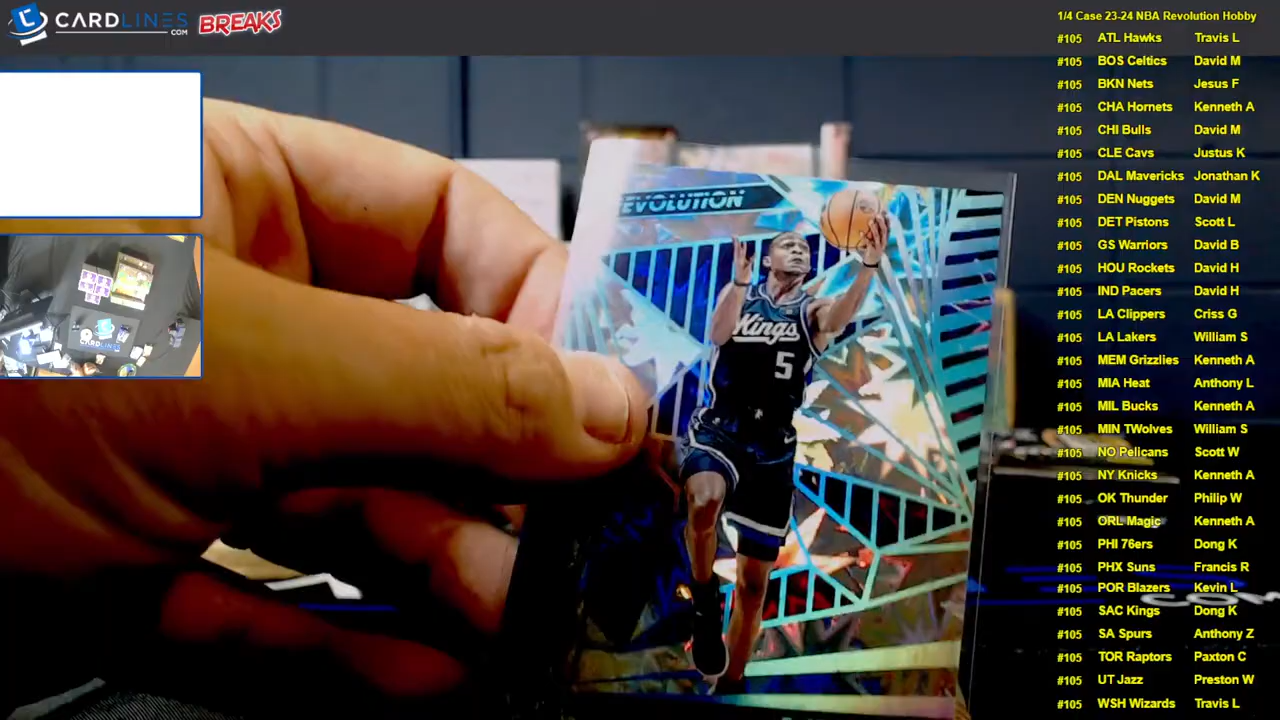 CARDLINES
.COM
BREAKS
1/4 Case 23-24 NBA Revolution Hobby
#105 ATL Hawks Travis L
#105 BOS Celtics David M
#105 BKN Nets Jesus F
#105 CHA Hornets Kenneth A
#105 CHI Bulls David M
#105 CLE Cavs Justus K
#105 DAL Mavericks Jonathan K
#105 DEN Nuggets David M
#105 DET Pistons Scott L
#105 GS Warriors David B
#105 HOU Rockets David H
#105 IND Pacers David H
#105 LA Clippers Criss G
#105 LA Lakers William S
#105 MEM Grizzlies Kenneth A
#105 MIA Heat Anthony L
#105 MIL Bucks Kenneth A
#105 MIN TWolves William S
#105 NO Pelicans Scott W
#105 NY Knicks Kenneth A
#105 OK Thunder Philip W
#105 ORL Magic Kenneth A
#105 PHI 76ers Dong K
#105 PHX Suns Francis R
#105 POR Blazers Kevin L
#105 SAC Kings Dong K
#105 SA Spurs Anthony Z
#105 TOR Raptors Paxton C
#105 UT Jazz Preston W
#105 WSH Wizards Travis L
EVOLUTION
Kings
5
CARDLINES
COM